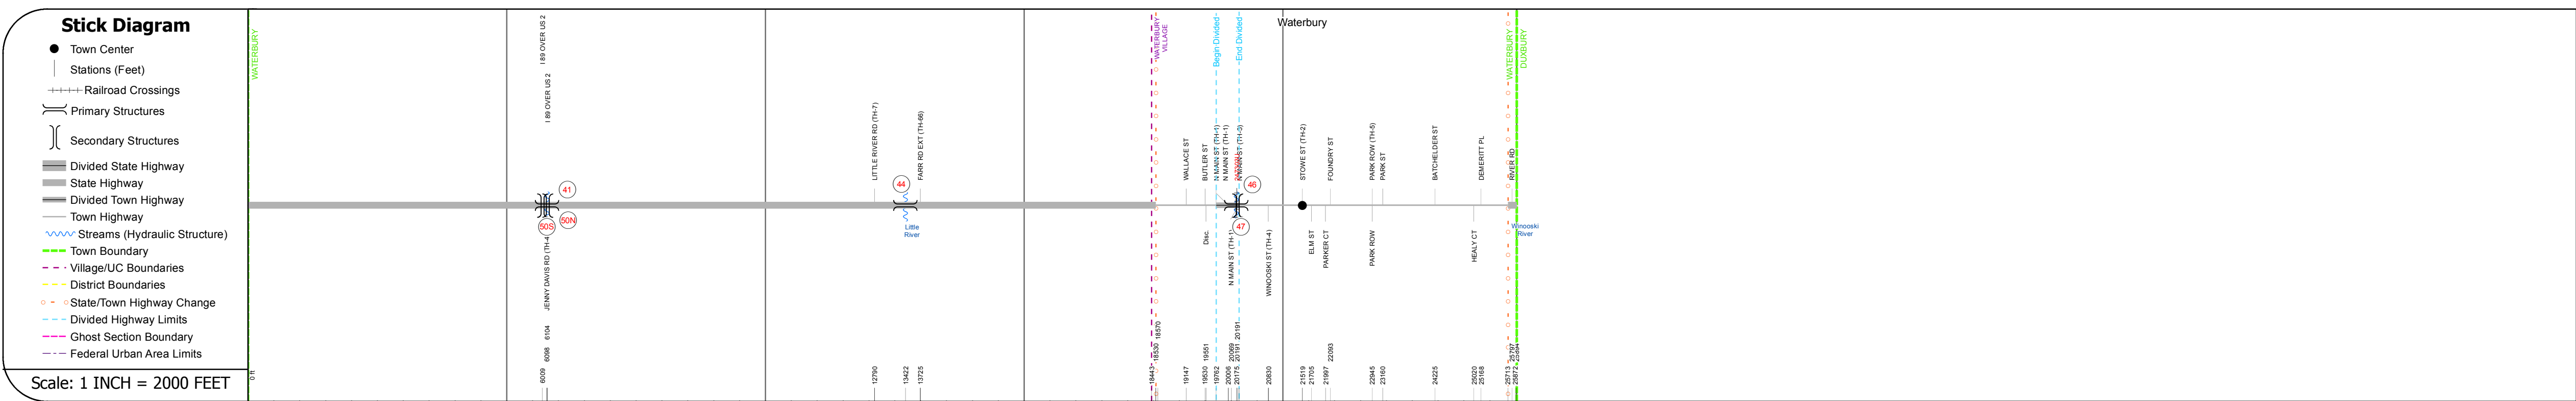 Stick Diagram
Town Center
Stations (Feet)
Railroad Crossings
Primary Structures
Secondary Structures
Divided State Highway
State Highway
Divided Town Highway
Town Highway
Streams (Hydraulic Structure)
Town Boundary
Village/UC Boundaries
District Boundaries
State/Town Highway Change
Divided Highway Limits
Ghost Section Boundary
Federal Urban Area Limits
Scale: 1 INCH = 2000 FEET
Waterbury
WATERBURY
I 89 OVER US 2
I 89 OVER US 2
41
50N
50S
JENNY DAVIS RD (TH-4
LITTLE RIVER RD (TH-7)
44
FARR RD EXT (TH-66)
Little
River
WATERBURY
VILLAGE
WALLACE ST
BUTLER ST
Disc.
Begin Divided
End Divided
N MAIN ST (TH-1)
N MAIN ST (TH-1)
N MAIN ST (TH-1)
46
47
WINOOSKI ST (TH-4)
STOWE ST (TH-2)
ELM ST
PARKER CT
FOUNDRY ST
PARK ROW (TH-5)
PARK ROW
PARK ST
BATCHELDER ST
HEALY CT
DEMERITT PL
RIVER RD
WATERBURY
DUXBURY
Winooski
River
0 ft
6009
6098
6104
12790
13422
13725
18443
18530
18570
19147
19530
19551
19762
20006
20069
20175
20191
20191
20830
21519
21705
21997
22093
22945
23160
24225
25020
25168
25713
25797
25872